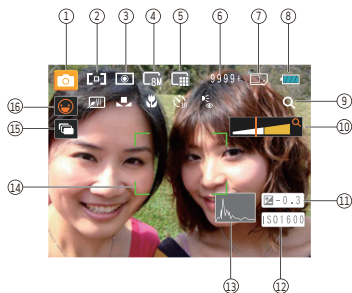 ① ② ③ ④ ⑤ ⑥ ⑦ ⑧
8M 9999+
⑯ ⑨
⑮ ⑩
⑭
-0.3 ⑪
ISO1600
⑬ ⑫